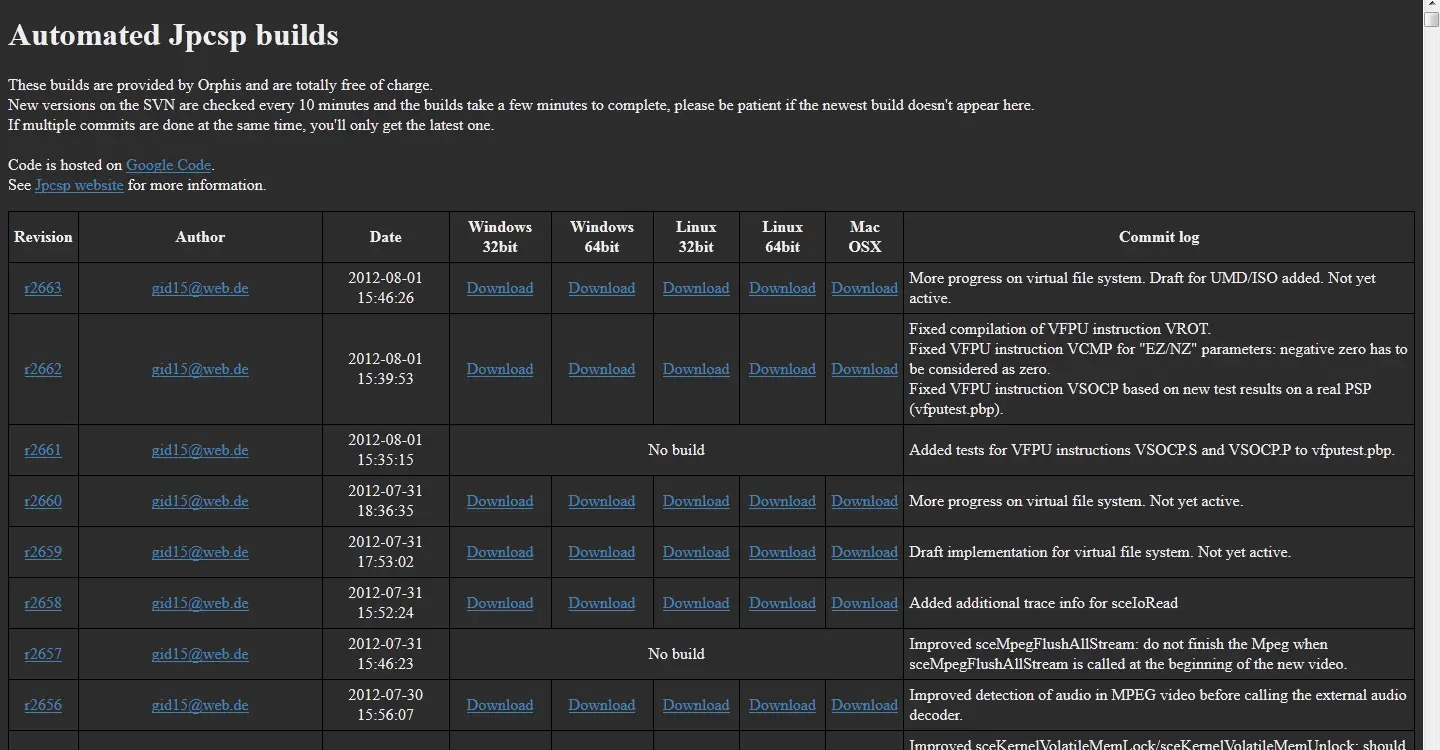 Automated Jpcsp builds
These builds are provided by Orphis and are totally free of charge.
New versions on the SVN are checked every 10 minutes and the builds take a few minutes to complete, please be patient if the newest build doesn't appear here.
If multiple commits are done at the same time, you'll only get the latest one.
Code is hosted on Google Code.
See Jpcsp website for more information.
Revision Author Date Windows 32bit Windows 64bit Linux 32bit Linux 64bit Mac OSX Commit log
r2663 gid15@web.de 2012-08-01 15:46:26 Download Download Download Download Download More progress on virtual file system. Draft for UMD/ISO added. Not yet
active.
r2662 gid15@web.de 2012-08-01 15:39:53 Download Download Download Download Download Fixed compilation of VFPU instruction VROT.
Fixed VFPU instruction VCMP for "EZ/NZ" parameters: negative zero has to
be considered as zero.
Fixed VFPU instruction VSOCP based on new test results on a real PSP
(vfputest.pbp).
r2661 gid15@web.de 2012-08-01 15:35:15 No build Added tests for VFPU instructions VSOCP.S and VSOCP.P to vfputest.pbp.
r2660 gid15@web.de 2012-07-31 18:36:35 Download Download Download Download Download More progress on virtual file system. Not yet active.
r2659 gid15@web.de 2012-07-31 17:53:02 Download Download Download Download Download Draft implementation for virtual file system. Not yet active.
r2658 gid15@web.de 2012-07-31 15:52:24 Download Download Download Download Download Added additional trace info for sceIoRead
r2657 gid15@web.de 2012-07-31 15:46:23 No build Improved sceMpegFlushAllStream: do not finish the Mpeg when
sceMpegFlushAllStream is called at the beginning of the new video.
r2656 gid15@web.de 2012-07-30 15:56:07 Download Download Download Download Download Improved detection of audio in MPEG video before calling the external audio
decoder.
Improved sceKernelVolatileMemLock/sceKernelVolatileMemUnlock: should